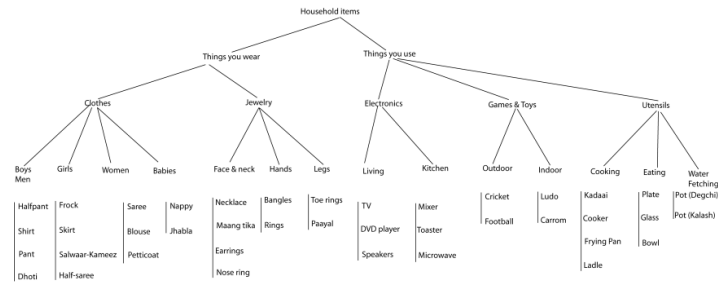 Household items
Things you wear
Things you use
Clothes
Jewelry
Electronics
Games & Toys
Utensils
Boys
Men
Girls
Women
Babies
Face & neck
Hands
Legs
Living
Kitchen
Outdoor
Indoor
Cooking
Eating
Water
Fetching
Halfpant
Shirt
Pant
Dhoti
Frock
Skirt
Salwaar-Kameez
Half-saree
Saree
Blouse
Petticoat
Nappy
Jhabla
Necklace
Maang tika
Earrings
Nose ring
Bangles
Rings
Toe rings
Paayal
TV
DVD player
Speakers
Mixer
Toaster
Microwave
Cricket
Football
Ludo
Carrom
Kadaai
Cooker
Frying Pan
Ladle
Plate
Glass
Bowl
Pot (Degchi)
Pot (Kalash)